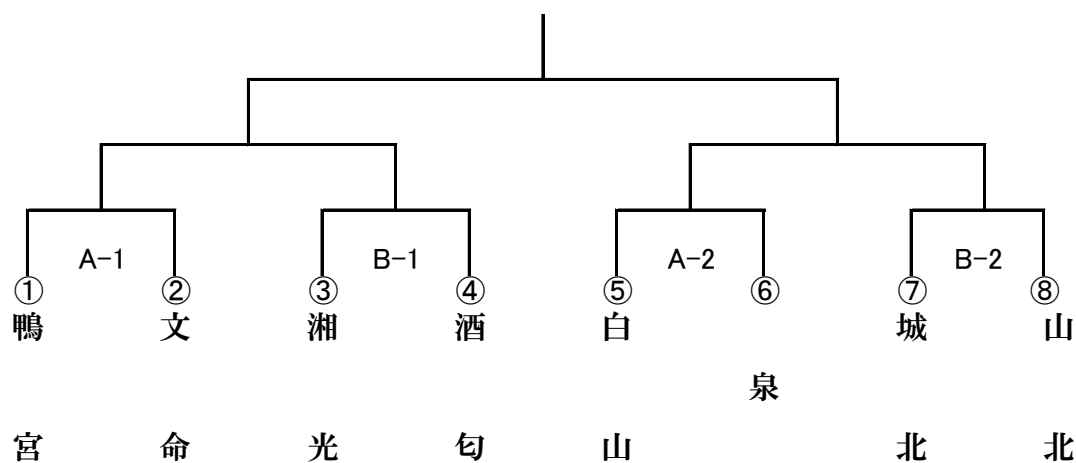 A-1
B-1
A-2
B-2
①
②
③
④
⑤
⑥
⑦
⑧
鴨宮
文命
湘光
酒匂
白山
泉
城北
山北